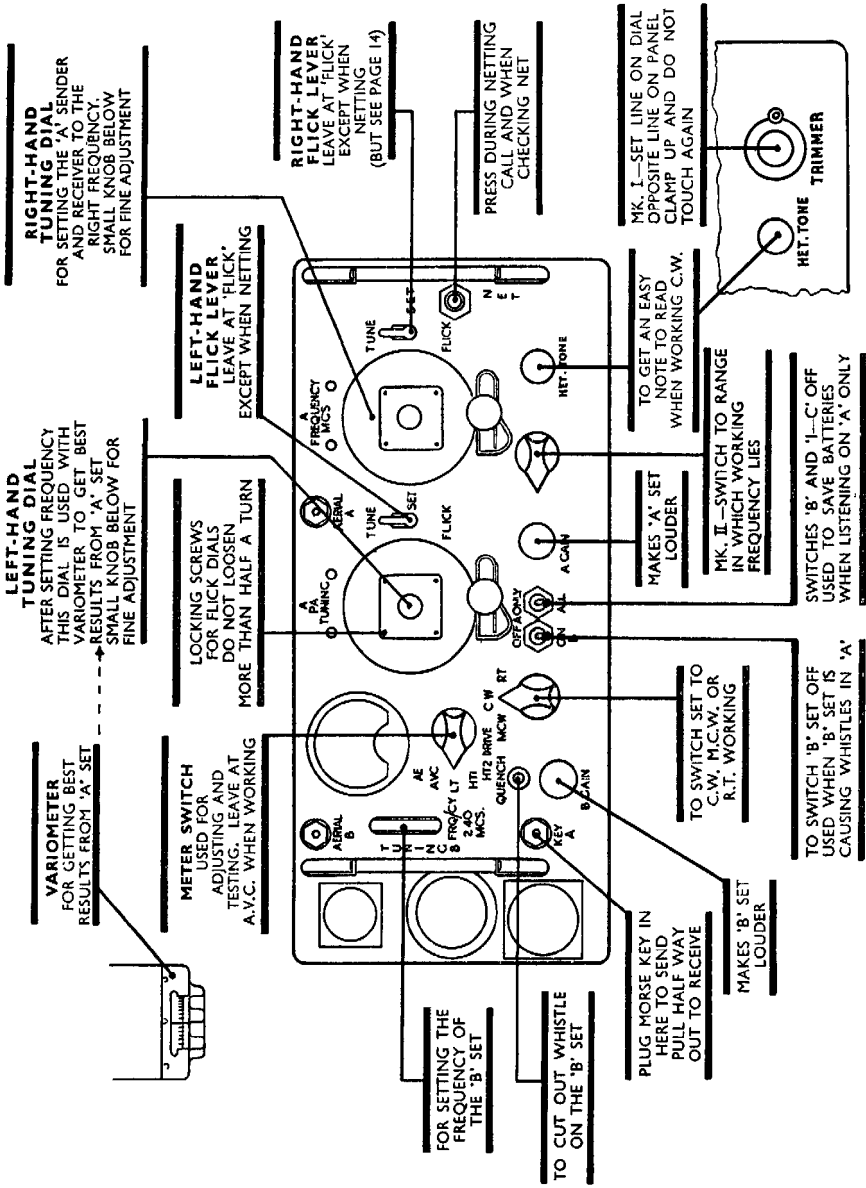 VARIOMETER
FOR GETTING BEST
RESULTS FROM 'A' SET
LEFT-HAND
TUNING DIAL
AFTER SETTING FREQUENCY
THIS DIAL IS USED WITH
VARIOMETER TO GET BEST
RESULTS FROM 'A' SET
SMALL KNOB BELOW FOR
FINE ADJUSTMENT
RIGHT-HAND
TUNING DIAL
FOR SETTING THE 'A' SENDER
AND RECEIVER TO THE
RIGHT FREQUENCY.
SMALL KNOB BELOW
FOR FINE ADJUSTMENT
METER SWITCH
USED FOR
ADJUSTING AND
TESTING. LEAVE AT
A.V.C. WHEN WORKING
LOCKING SCREWS
FOR FLICK DIALS
DO NOT LOOSEN
MORE THAN HALF A TURN
LEFT-HAND
FLICK LEVER
LEAVE AT 'FLICK'
EXCEPT WHEN NETTING
RIGHT-HAND
FLICK LEVER
LEAVE AT 'FLICK'
EXCEPT WHEN
NETTING
(BUT SEE PAGE 14)
PRESS DURING NETTING
CALL AND WHEN
CHECKING NET
FOR SETTING THE
FREQUENCY OF
THE 'B' SET
TO CUT OUT WHISTLE
ON THE 'B' SET
AERIAL
B
TUNING
B
FRQ/CY
240
MCS.
KEY
A
AE
AVC
LT
HT1
HT2
DRIVE
QUENCH
B GAIN
MCW
CW
RT
A
PA
TUNING
AERIAL
A
TUNE
SET
FLICK
OFF
ON
B
A ONLY
ALL
A GAIN
A
FREQUENCY
MCS
TUNE
SET
FLICK
NET
HET. TONE
PLUG MORSE KEY IN
HERE TO SEND
PULL HALF WAY
OUT TO RECEIVE
MAKES 'B' SET
LOUDER
TO SWITCH SET TO
C.W, M.C.W. OR
R.T. WORKING
TO SWITCH 'B' SET OFF
USED WHEN 'B' SET IS
CAUSING WHISTLES IN 'A'
MAKES 'A' SET
LOUDER
MK. II—SWITCH TO RANGE
IN WHICH WORKING
FREQUENCY LIES
SWITCHES 'B' AND 'I—C' OFF
USED TO SAVE BATTERIES
WHEN LISTENING ON 'A' ONLY
TO GET AN EASY
NOTE TO READ
WHEN WORKING C.W.
MK. I.—SET LINE ON DIAL
OPPOSITE LINE ON PANEL
CLAMP UP AND DO NOT
TOUCH AGAIN
HET. TONE
TRIMMER